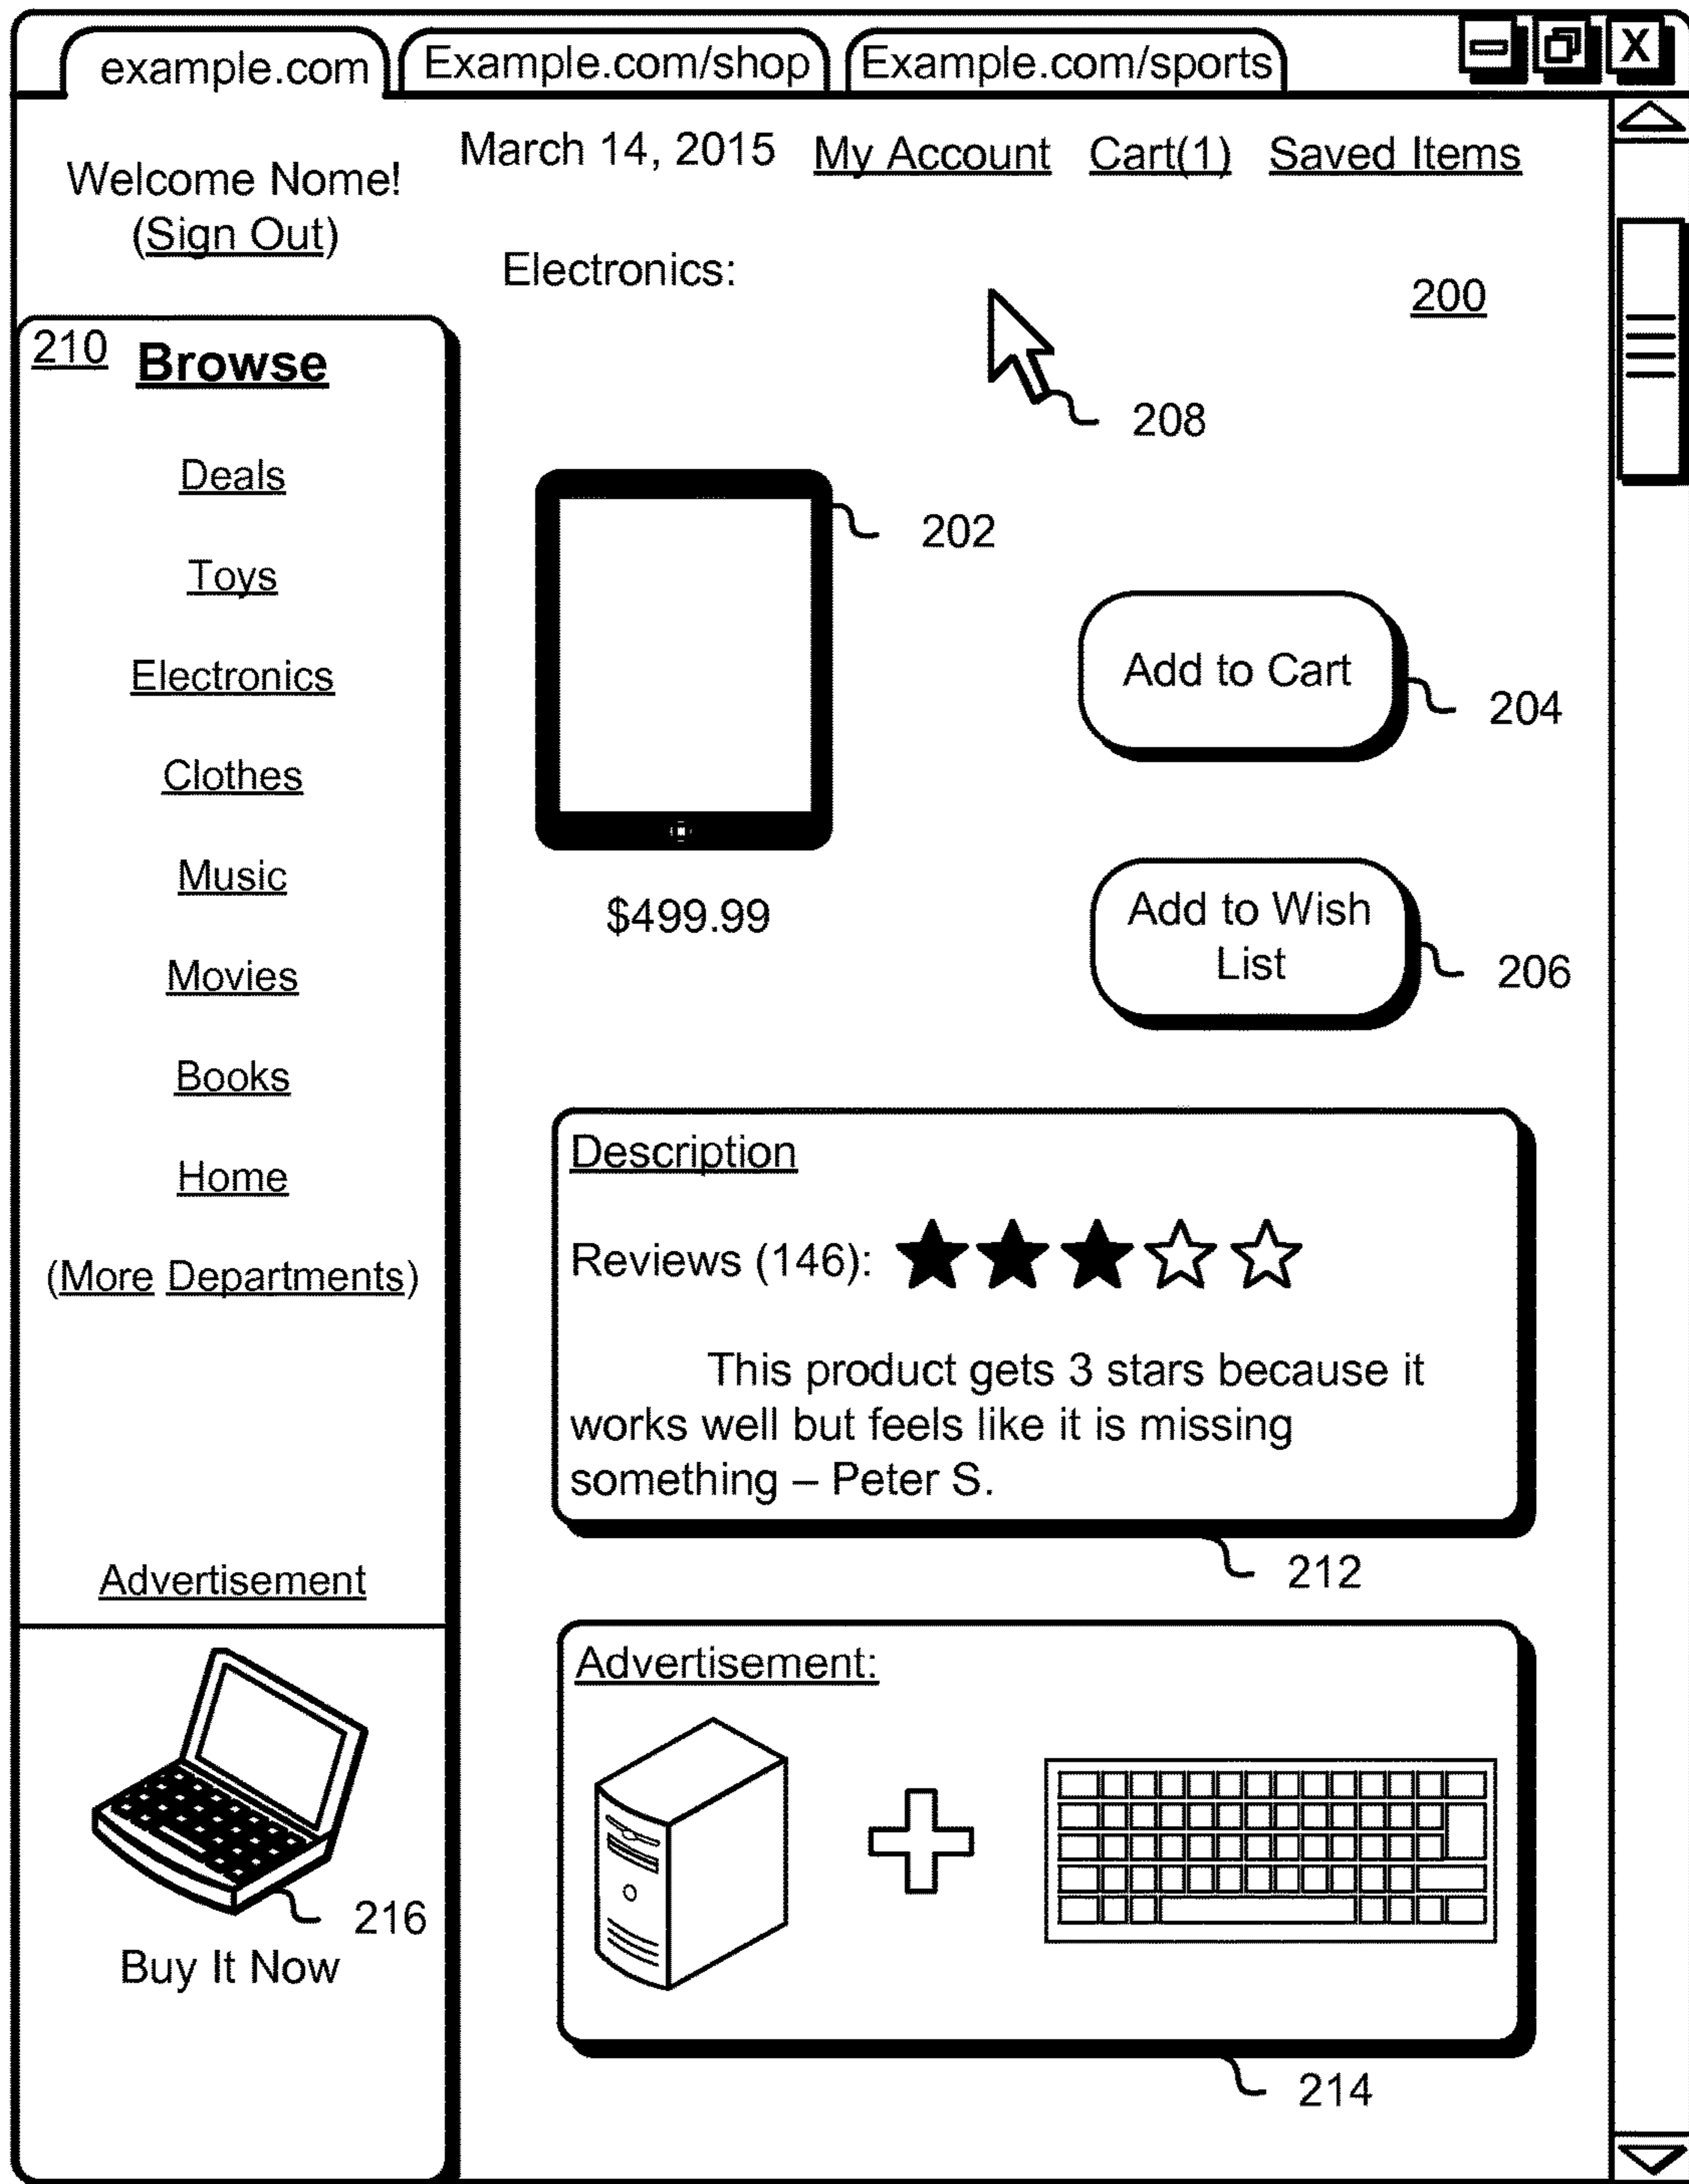 example.com
Example.com/shop
Example.com/sports
X
Welcome Nome!
(Sign Out)
March 14, 2015 My Account Cart(1) Saved Items
Electronics:
200
208
210 Browse
Deals
Toys
Electronics
Clothes
Music
Movies
Books
Home
(More Departments)
Advertisement
216
Buy It Now
202
$499.99
Add to Cart
204
Add to Wish
List
206
Description
Reviews (146):
This product gets 3 stars because it
works well but feels like it is missing
something – Peter S.
212
Advertisement:
214